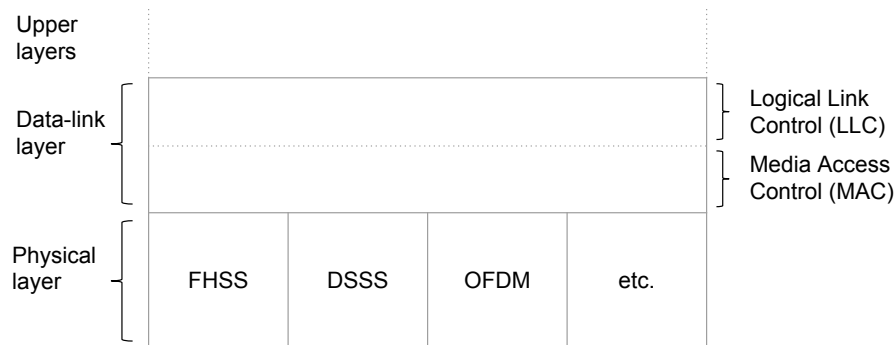 Upper
layers
Data-link
layer
Logical Link
Control (LLC)
Media Access
Control (MAC)
Physical
layer
FHSS
DSSS
OFDM
etc.